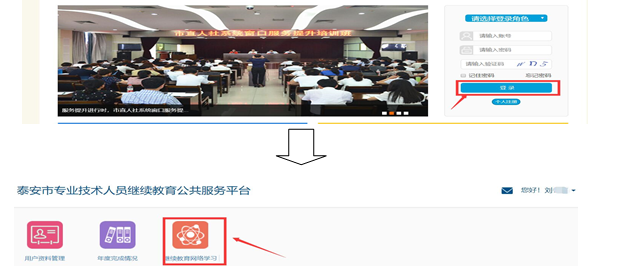 市直人社系统窗口服务提升培训班
服务提升进行时，市直人社系统窗口服务提...
请选择登录角色
请输入账号
请输入密码
请输入验证码
记住密码 忘记密码
登录
个人注册
泰安市专业技术人员继续教育公共服务平台
您好！刘
用户资料管理 年度完成情况 继续教育网络学习